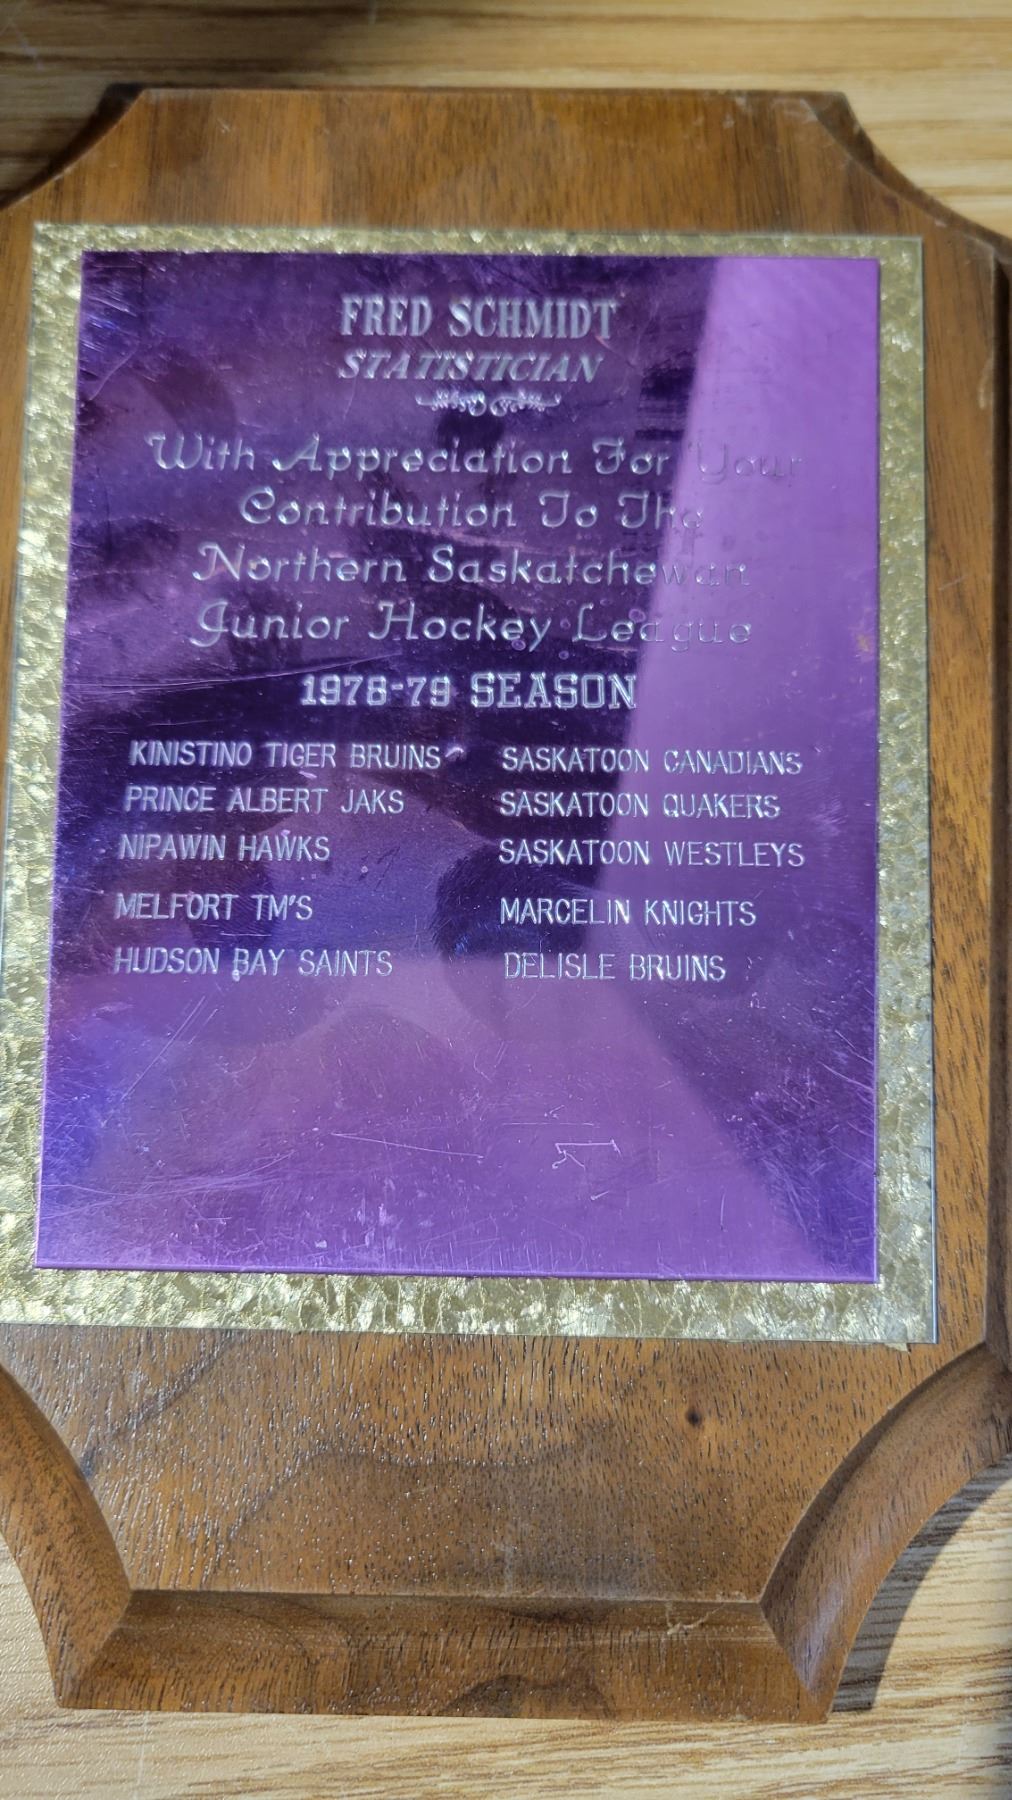 FRED SCHMIDT
STATISTICIAN
With Appreciation For Your
Contribution To The
Northern Saskatchewan
Junior Hockey League
1978-79 SEASON
KINISTINO TIGER BRUINS SASKATOON CANADIANS
PRINCE ALBERT JAKS SASKATOON QUAKERS
NIPAWIN HAWKS SASKATOON WESTLEYS
MELFORT TM'S MARCELIN KNIGHTS
HUDSON BAY SAINTS DELISLE BRUINS